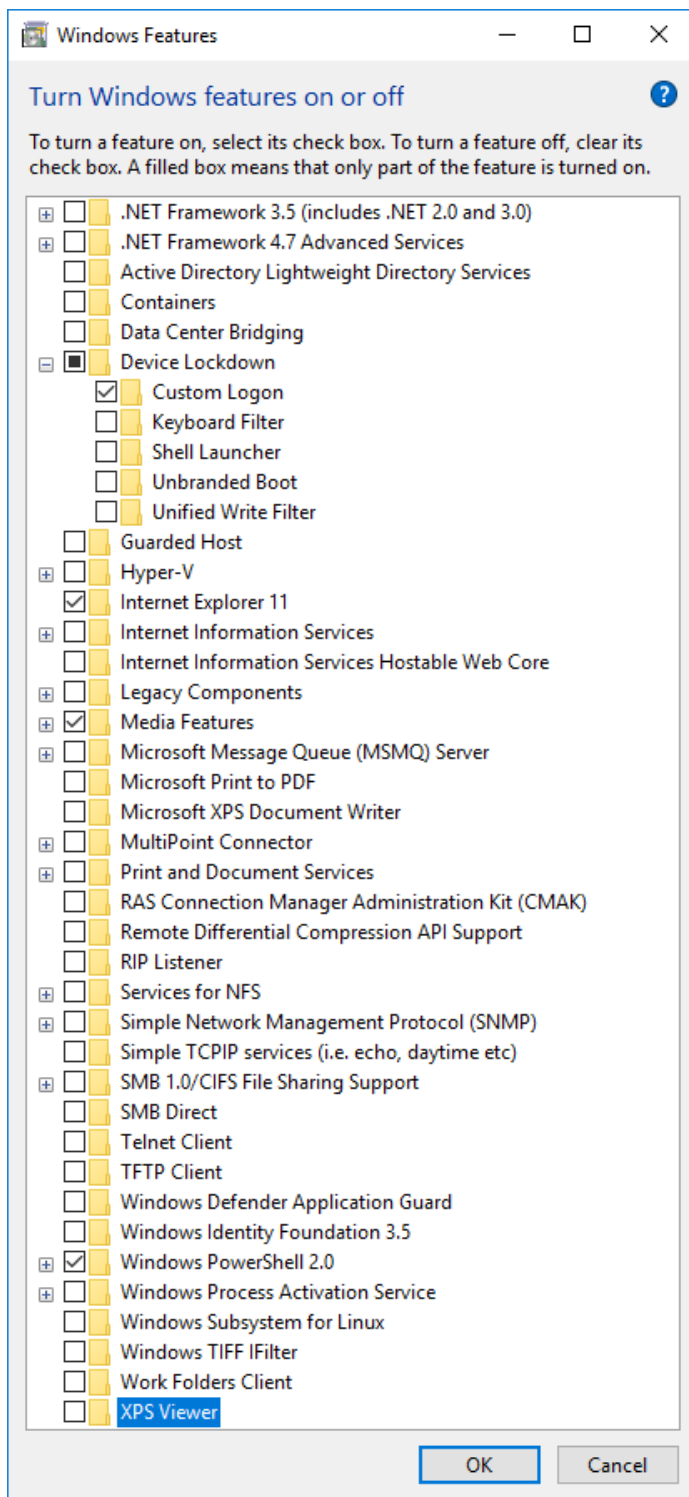 Windows Features
Turn Windows features on or off
?
To turn a feature on, select its check box. To turn a feature off, clear its
check box. A filled box means that only part of the feature is turned on.
.NET Framework 3.5 (includes .NET 2.0 and 3.0)
.NET Framework 4.7 Advanced Services
Active Directory Lightweight Directory Services
Containers
Data Center Bridging
Device Lockdown
Custom Logon
Keyboard Filter
Shell Launcher
Unbranded Boot
Unified Write Filter
Guarded Host
Hyper-V
Internet Explorer 11
Internet Information Services
Internet Information Services Hostable Web Core
Legacy Components
Media Features
Microsoft Message Queue (MSMQ) Server
Microsoft Print to PDF
Microsoft XPS Document Writer
MultiPoint Connector
Print and Document Services
RAS Connection Manager Administration Kit (CMAK)
Remote Differential Compression API Support
RIP Listener
Services for NFS
Simple Network Management Protocol (SNMP)
Simple TCPIP services (i.e. echo, daytime etc)
SMB 1.0/CIFS File Sharing Support
SMB Direct
Telnet Client
TFTP Client
Windows Defender Application Guard
Windows Identity Foundation 3.5
Windows PowerShell 2.0
Windows Process Activation Service
Windows Subsystem for Linux
Windows TIFF IFilter
Work Folders Client
XPS Viewer
OK Cancel